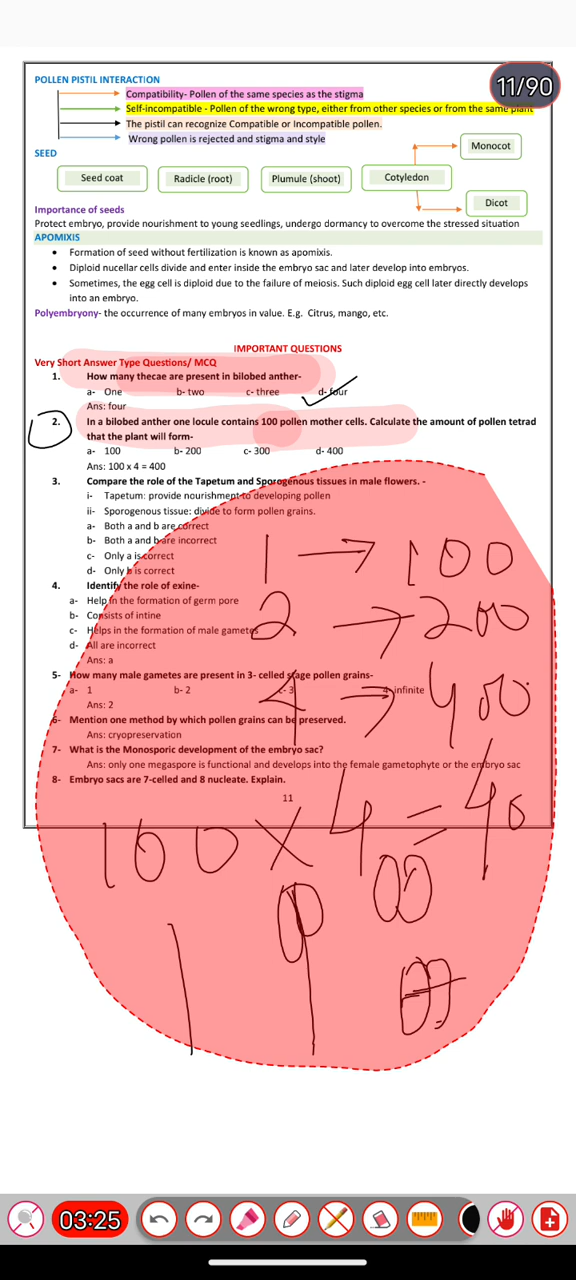 11/90
POLLEN PISTIL INTERACTION
Compatibility- Pollen of the same species as the stigma
Self-incompatible - Pollen of the wrong type, either from other species or from the same plant
The pistil can recognize Compatible or Incompatible pollen.
Wrong pollen is rejected and stigma and style
SEED
Monocot
Seed coat Radicle (root) Plumule (shoot) Cotyledon
Dicot
Importance of seeds
Protect embryo, provide nourishment to young seedlings, undergo dormancy to overcome the stressed situation
APOMIXIS
• Formation of seed without fertilization is known as apomixis.
• Diploid nucellar cells divide and enter inside the embryo sac and later develop into embryos.
• Sometimes, the egg cell is diploid due to the failure of meiosis. Such diploid egg cell later directly develops
into an embryo.
Polyembryony- the occurrence of many embryos in value. E.g. Citrus, mango, etc.
IMPORTANT QUESTIONS
Very Short Answer Type Questions/ MCQ
1. How many thecae are present in bilobed anther-
a- One b- two c- three d- four
Ans: four
2. In a bilobed anther one locule contains 100 pollen mother cells. Calculate the amount of pollen tetrad
that the plant will form-
a- 100 b- 200 c- 300 d- 400
Ans: 100 x 4 = 400
3. Compare the role of the Tapetum and Sporogenous tissues in male flowers. -
i- Tapetum: provide nourishment to developing pollen
ii- Sporogenous tissue: divide to form pollen grains.
a- Both a and b are correct
b- Both a and b are incorrect
c- Only a is correct
d- Only b is correct
1 → 100
4. Identify the role of exine-
a- Help in the formation of germ pore
b- Consists of intine
c- Helps in the formation of male gametes
d- All are incorrect
Ans: a
2 → 200
5- How many male gametes are present in 3- celled stage pollen grains-
a- 1 b- 2 c- 3 d- infinite
Ans: 2
4 → 400
6- Mention one method by which pollen grains can be preserved.
Ans: cryopreservation
7- What is the Monosporic development of the embryo sac?
Ans: only one megaspore is functional and develops into the female gametophyte or the embryo sac
8- Embryo sacs are 7-celled and 8 nucleate. Explain.
11
100 x 4 = 40
03:25